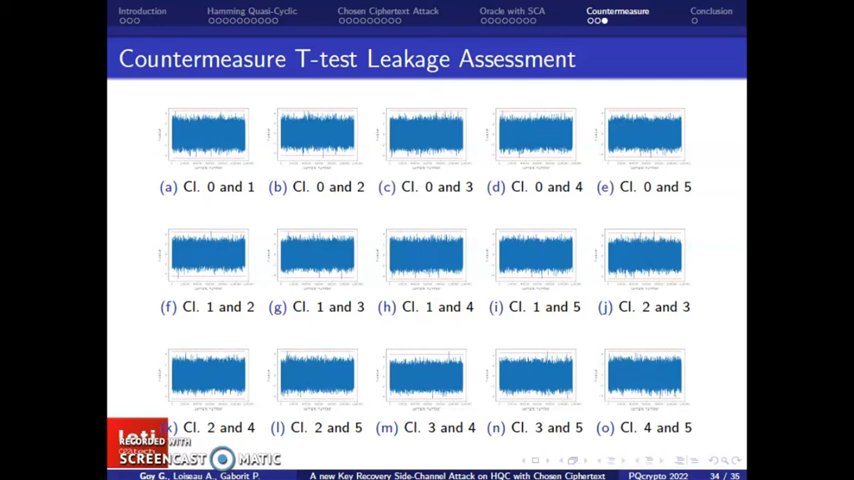 Introduction Hamming Quasi-Cyclic Chosen Ciphertext Attack Oracle with SCA Countermeasure Conclusion
Countermeasure T-test Leakage Assessment
(a) Cl. 0 and 1 (b) Cl. 0 and 2 (c) Cl. 0 and 3 (d) Cl. 0 and 4 (e) Cl. 0 and 5
(f) Cl. 1 and 2 (g) Cl. 1 and 3 (h) Cl. 1 and 4 (i) Cl. 1 and 5 (j) Cl. 2 and 3
(k) Cl. 2 and 4 (l) Cl. 2 and 5 (m) Cl. 3 and 4 (n) Cl. 3 and 5 (o) Cl. 4 and 5
RECORDED WITH
SCREENCAST MATIC
Goy G., Loiseau A., Gaborit P. A new Key Recovery Side-Channel Attack on HQC with Chosen Ciphertext PQcrypto 2022 34 / 35